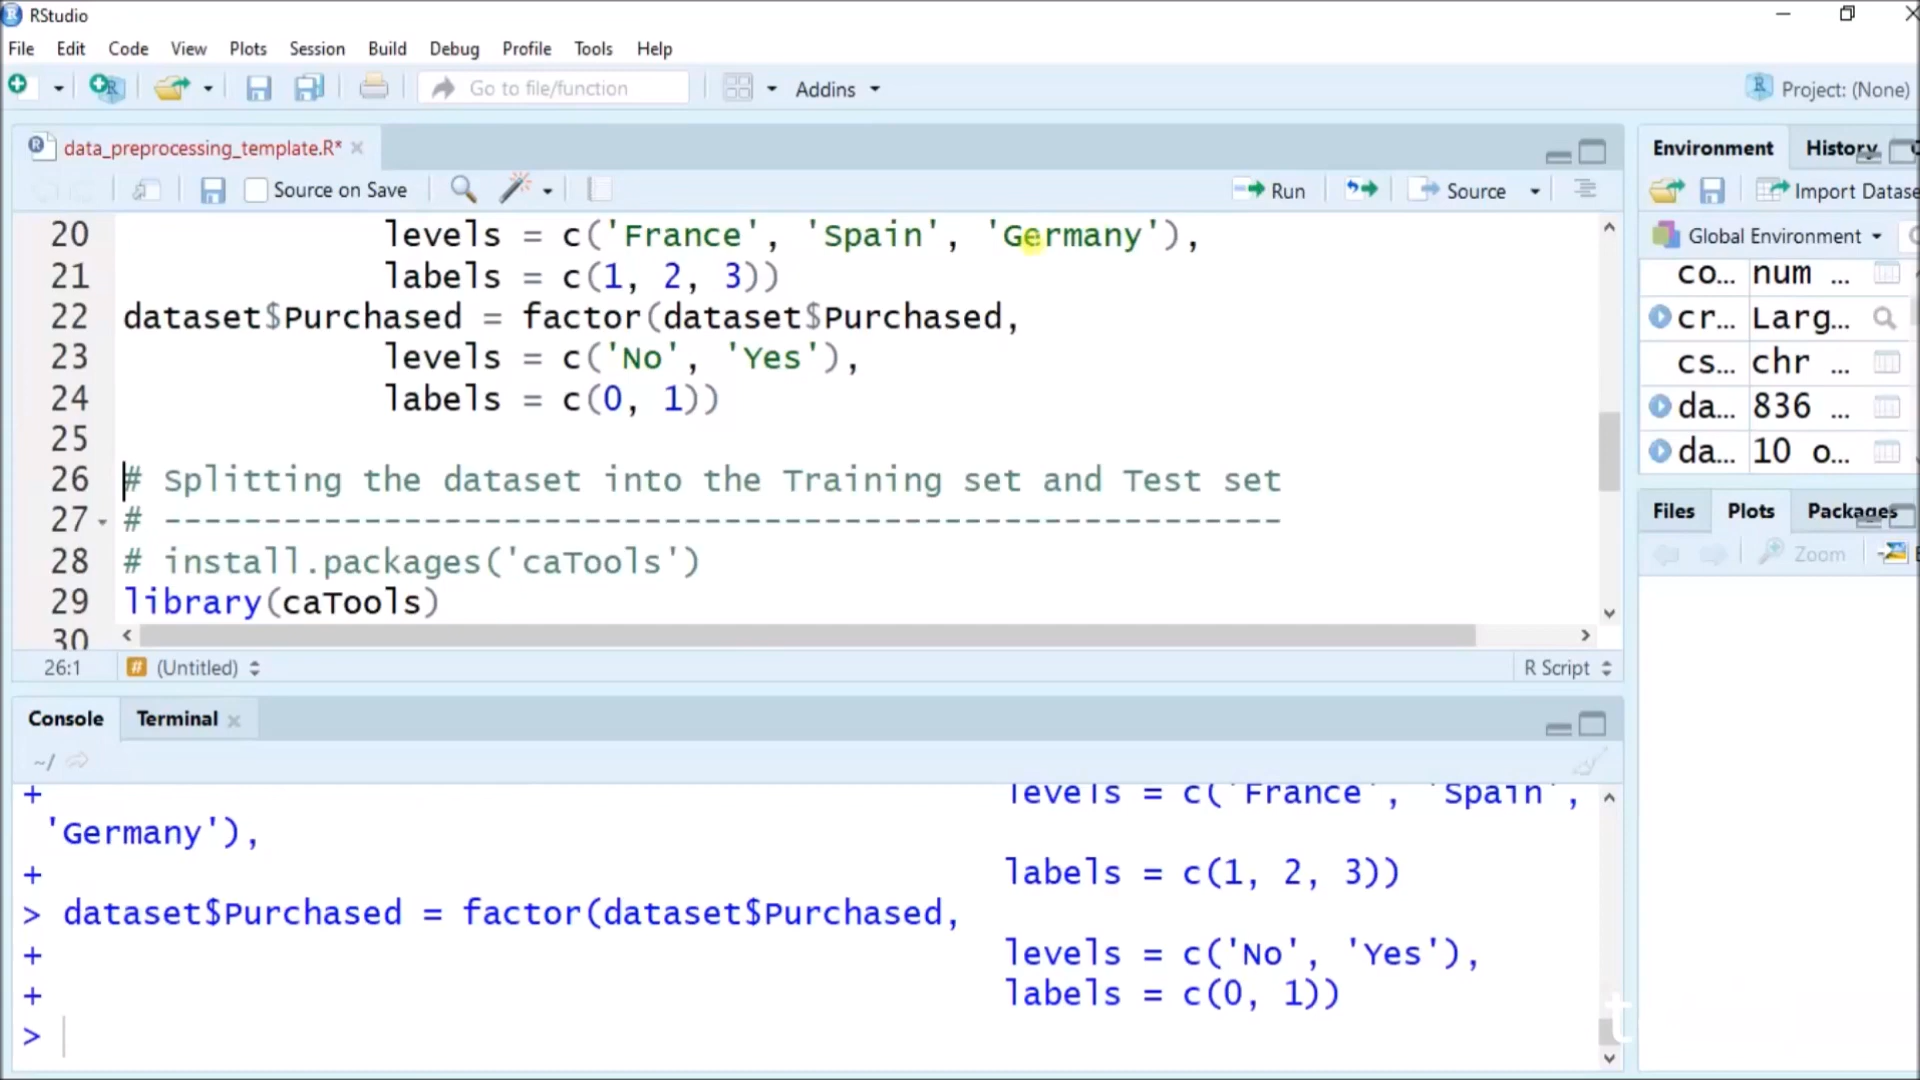 RStudio
File Edit Code View Plots Session Build Debug Profile Tools Help
Go to file/function Addins Project: (None)
data_preprocessing_template.R*
Source on Save Run Source
20 levels = c('France', 'Spain', 'Germany'),
21 labels = c(1, 2, 3))
22 dataset$Purchased = factor(dataset$Purchased,
23 levels = c('No', 'Yes'),
24 labels = c(0, 1))
25
26 # Splitting the dataset into the Training set and Test set
27 # --------------------------------------------------------
28 # install.packages('caTools')
29 library(caTools)
30
26:1 # (Untitled) R Script
Console Terminal
~/
+ levels = c('France', 'Spain',
'Germany'),
+ labels = c(1, 2, 3))
> dataset$Purchased = factor(dataset$Purchased,
+ levels = c('No', 'Yes'),
+ labels = c(0, 1))
>
Environment History
Import Datase
Global Environment
co... num ...
cr... Larg...
cs... chr ...
da... 836 ...
da... 10 o...
Files Plots Packages
Zoom
t